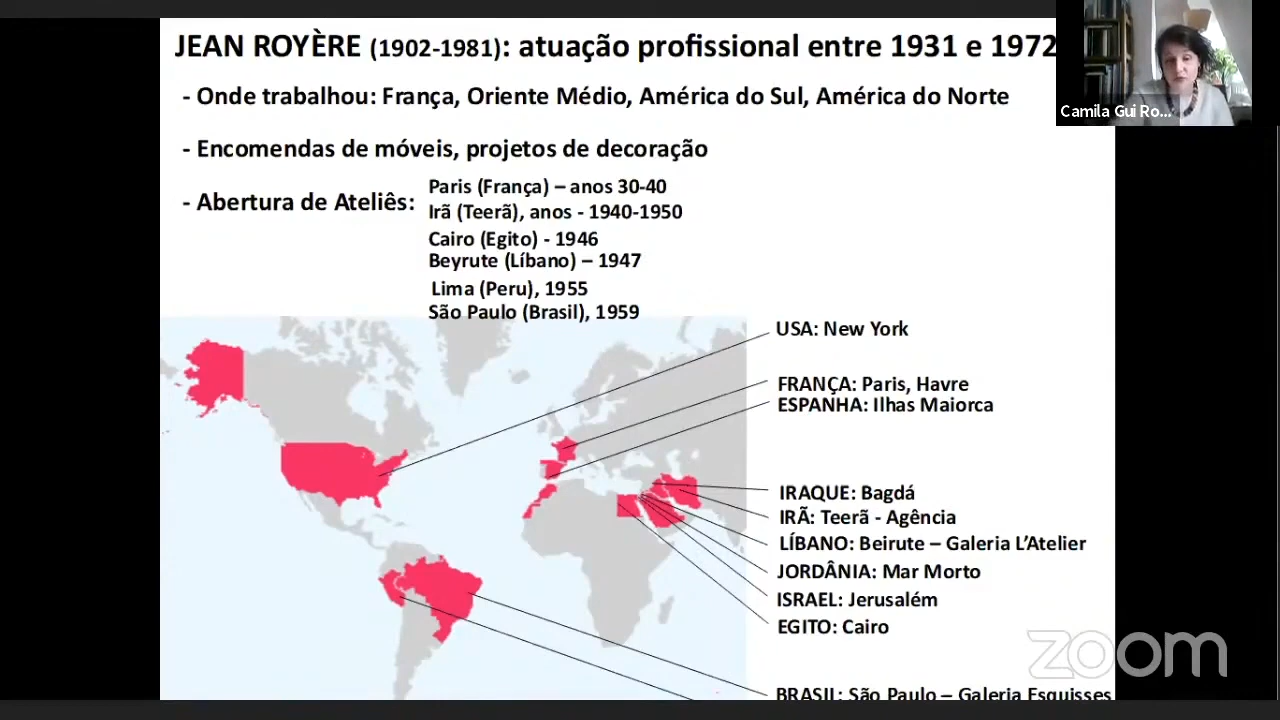 JEAN ROYÈRE (1902-1981): atuação profissional entre 1931 e 1972
- Onde trabalhou: França, Oriente Médio, América do Sul, América do Norte
- Encomendas de móveis, projetos de decoração
- Abertura de Ateliês:
Paris (França) – anos 30-40
Irã (Teerã), anos - 1940-1950
Cairo (Egito) - 1946
Beyrute (Líbano) – 1947
Lima (Peru), 1955
São Paulo (Brasil), 1959
USA: New York
FRANÇA: Paris, Havre
ESPANHA: Ilhas Maiorca
IRAQUE: Bagdá
IRÃ: Teerã - Agência
LÍBANO: Beirute – Galeria L’Atelier
JORDÂNIA: Mar Morto
ISRAEL: Jerusalém
EGITO: Cairo
BRASIL: São Paulo – Galeria Esquisses
Camila Gui Ro...
zoom